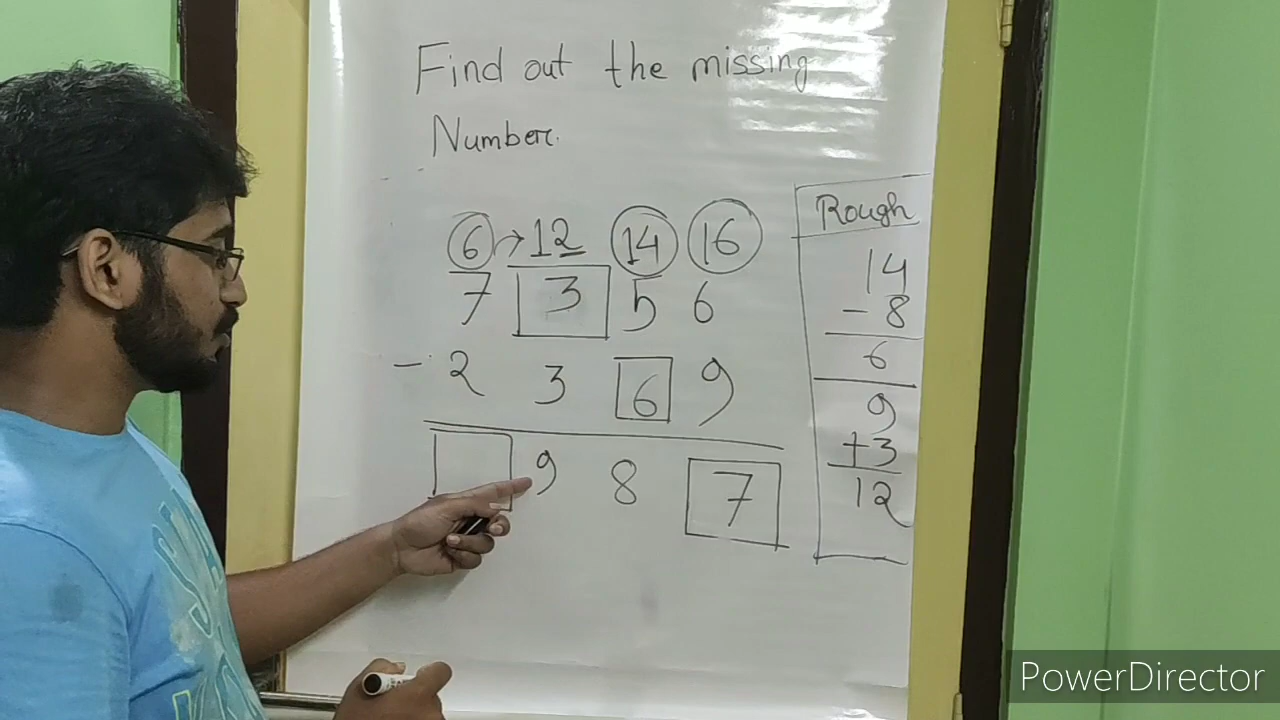 Find out the missing
Number.
6 → 12 14 16
7 3 5 6
- 2 3 6 9
9 8 7
Rough
14
- 8
6
9
+ 3
12
PowerDirector